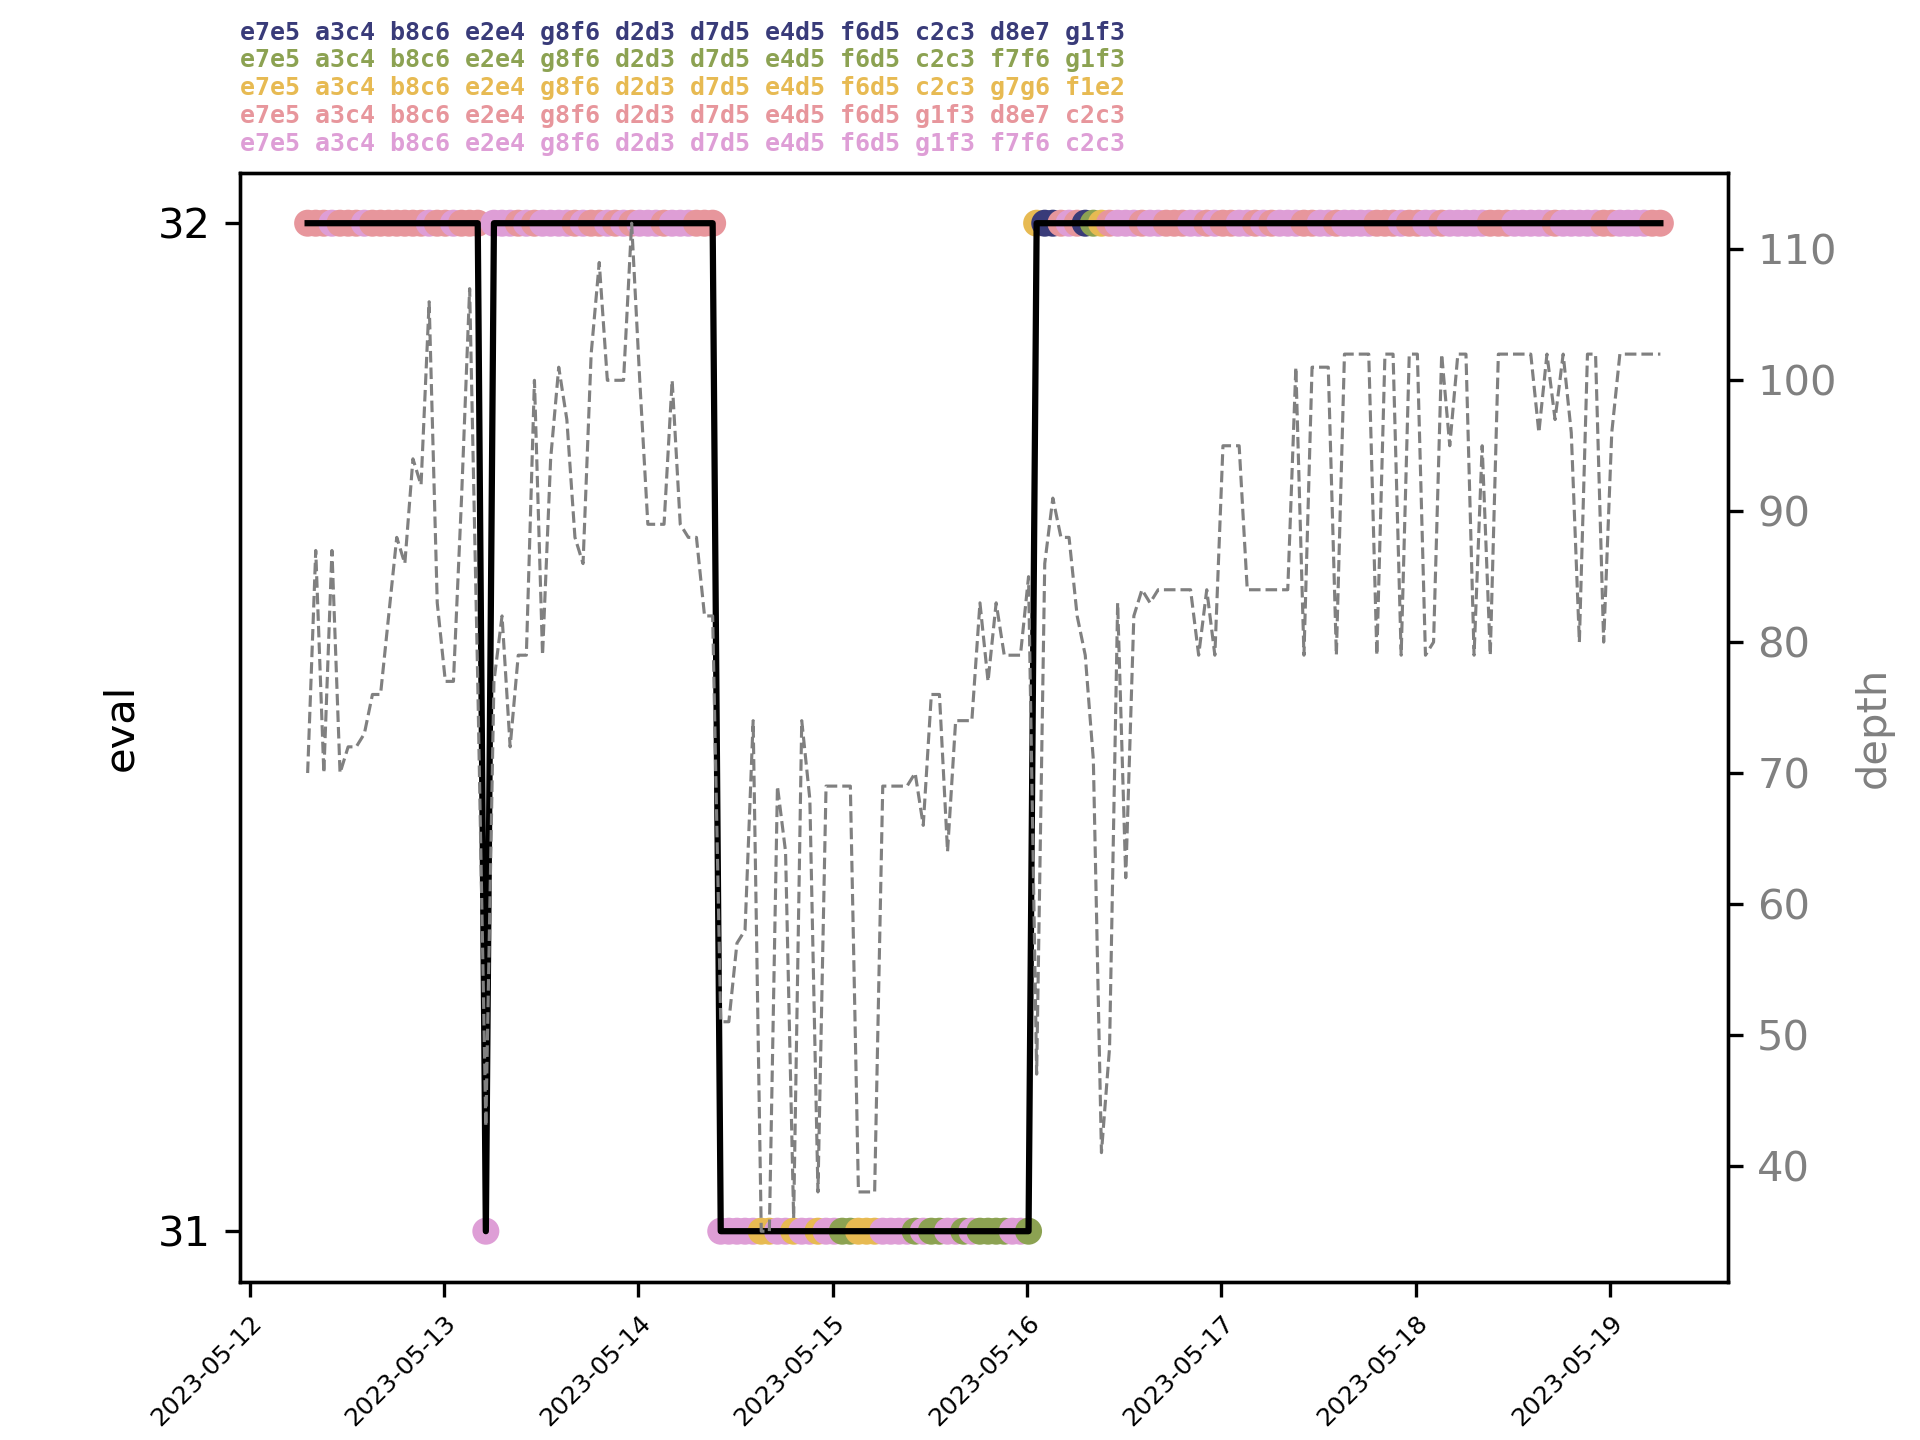 e7e5 a3c4 b8c6 e2e4 g8f6 d2d3 d7d5 e4d5 f6d5 c2c3 d8e7 g1f3
e7e5 a3c4 b8c6 e2e4 g8f6 d2d3 d7d5 e4d5 f6d5 c2c3 f7f6 g1f3
e7e5 a3c4 b8c6 e2e4 g8f6 d2d3 d7d5 e4d5 f6d5 c2c3 g7g6 f1e2
e7e5 a3c4 b8c6 e2e4 g8f6 d2d3 d7d5 e4d5 f6d5 g1f3 d8e7 c2c3
e7e5 a3c4 b8c6 e2e4 g8f6 d2d3 d7d5 e4d5 f6d5 g1f3 f7f6 c2c3
32
31
eval
110
100
90
80
70
60
50
40
depth
2023-05-12
2023-05-13
2023-05-14
2023-05-15
2023-05-16
2023-05-17
2023-05-18
2023-05-19